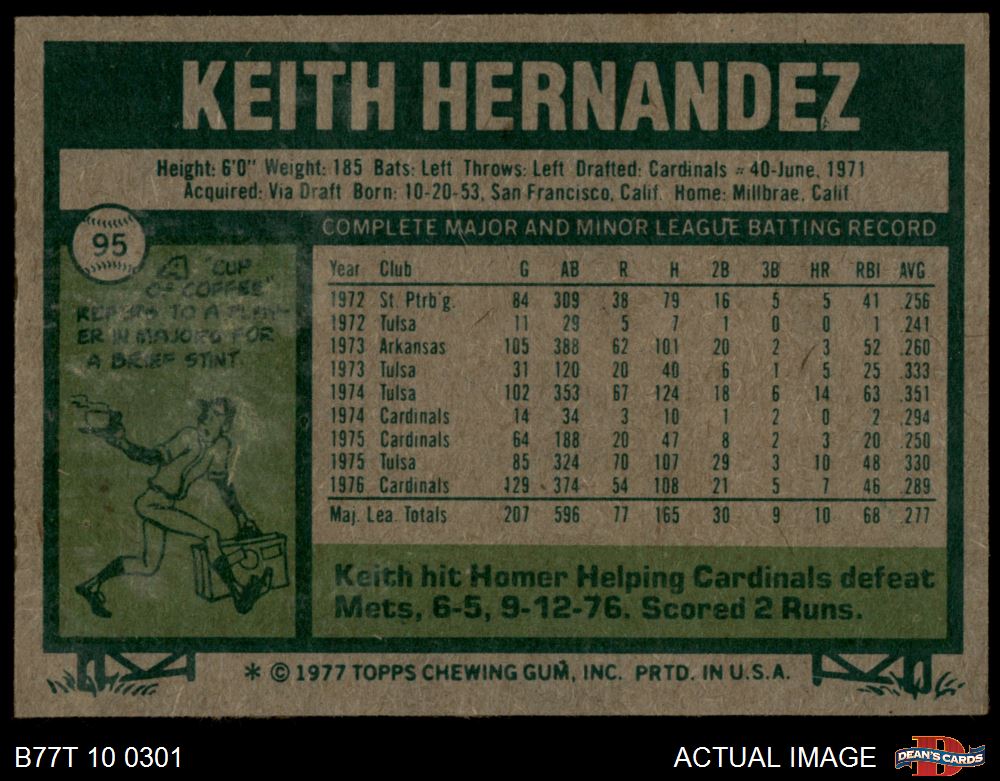 KEITH HERNANDEZ
Height: 6'0" Weight: 185 Bats: Left Throws: Left Drafted: Cardinals = 40-June, 1971
Acquired: Via Draft Born: 10-20-53, San Francisco, Calif. Home: Millbrae, Calif.
95
A "CUP
OF COFFEE"
REFERS TO A PLAY-
ER IN MAJORS FOR
A BRIEF STINT.
COMPLETE MAJOR AND MINOR LEAGUE BATTING RECORD
Year Club G AB R H 2B 3B HR RBI AVG
1972 St. Ptrb'g. 84 309 38 79 16 5 5 41 .256
1972 Tulsa 11 29 5 7 1 0 0 1 .241
1973 Arkansas 105 388 62 101 20 2 3 52 .260
1973 Tulsa 31 120 20 40 6 1 5 25 .333
1974 Tulsa 102 353 67 124 18 6 14 63 .351
1974 Cardinals 14 34 3 10 1 2 0 2 .294
1975 Cardinals 64 188 20 47 8 2 3 20 .250
1975 Tulsa 85 324 70 107 29 3 10 48 .330
1976 Cardinals 129 374 54 108 21 5 7 46 .289
Maj. Lea. Totals 207 596 77 165 30 9 10 68 .277
Keith hit Homer Helping Cardinals defeat
Mets, 6-5, 9-12-76. Scored 2 Runs.
* © 1977 TOPPS CHEWING GUM, INC. PRTD. IN U.S.A.
B77T 10 0301
ACTUAL IMAGE
DEAN'S CARDS